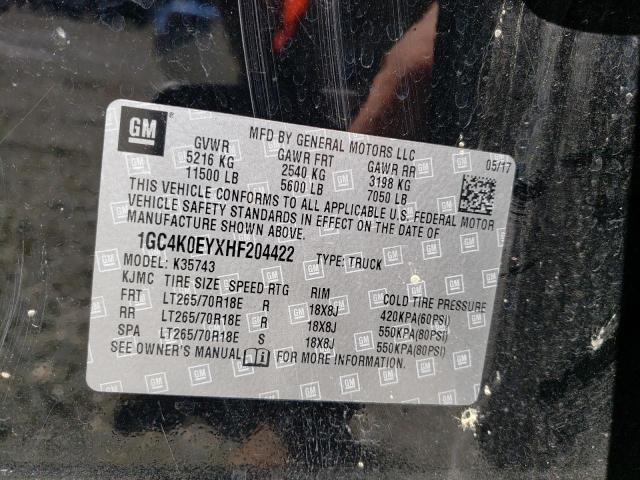 GM
MFD BY GENERAL MOTORS LLC
GVWR GAWR FRT GAWR RR 05/17
5216 KG 2540 KG 3198 KG
11500 LB 5600 LB 7050 LB
THIS VEHICLE CONFORMS TO ALL APPLICABLE U.S. FEDERAL MOTOR
VEHICLE SAFETY STANDARDS IN EFFECT ON THE DATE OF
MANUFACTURE SHOWN ABOVE.
1GC4K0EYXHF204422 TYPE: TRUCK
MODEL: K35743
KJMC TIRE SIZE SPEED RTG RIM COLD TIRE PRESSURE
FRT LT265/70R18E R 18X8J 420KPA(60PSI)
RR LT265/70R18E R 18X8J 550KPA(80PSI)
SPA LT265/70R18E S 18X8J 550KPA(80PSI)
SEE OWNER'S MANUAL i FOR MORE INFORMATION.